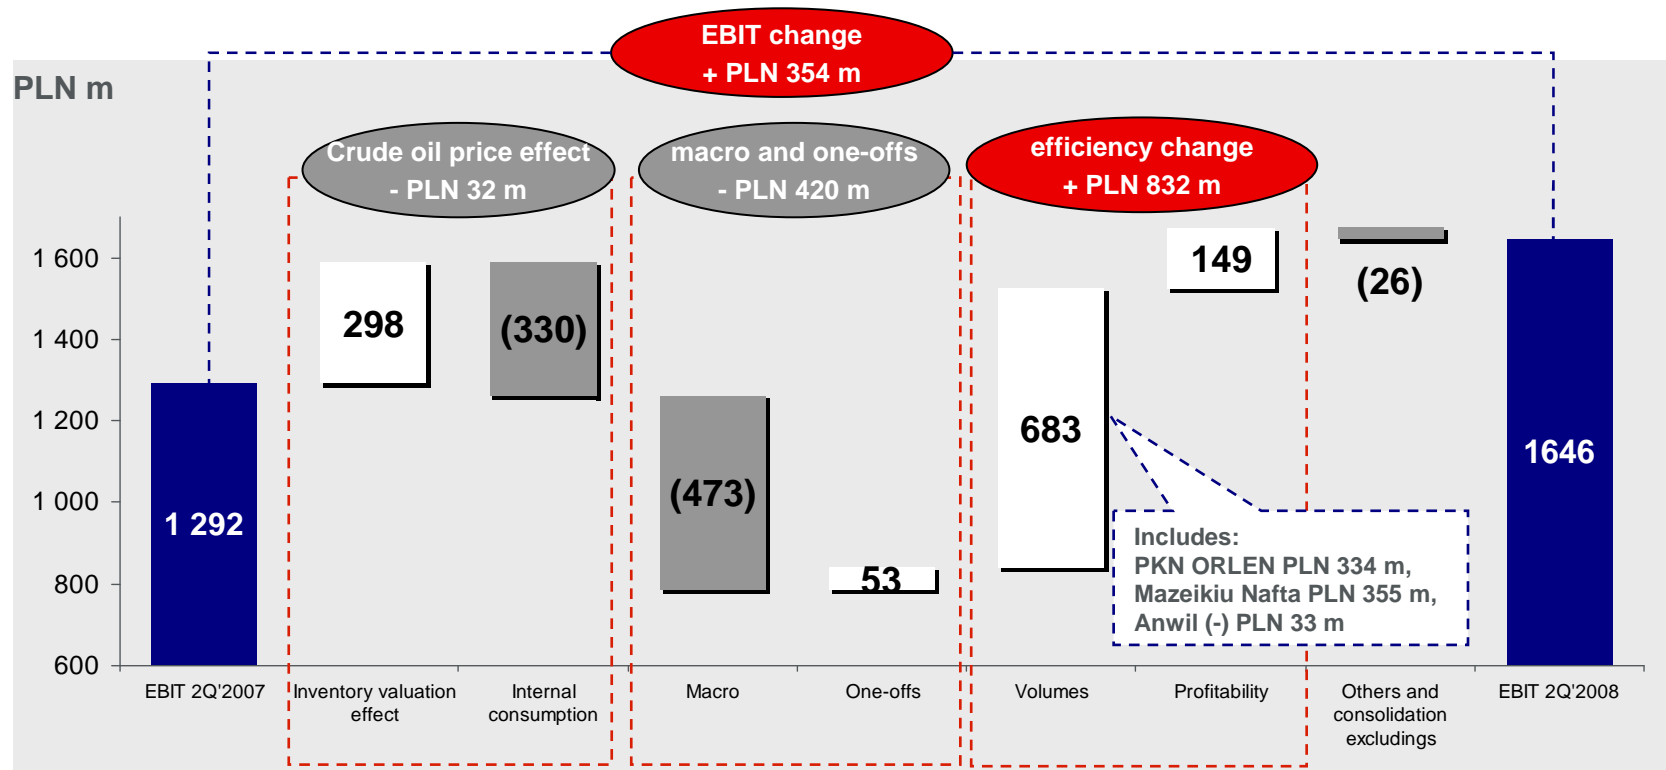 EBIT change
+ PLN 354 m
PLN m
Crude oil price effect
- PLN 32 m
macro and one-offs
- PLN 420 m
efficiency change
+ PLN 832 m
1 600
1 400
1 200
1 000
800
600
1 292
298
(330)
(473)
53
683
149
(26)
1646
Includes:
PKN ORLEN PLN 334 m,
Mazeikiu Nafta PLN 355 m,
Anwil (-) PLN 33 m
EBIT 2Q'2007
Inventory valuation
effect
Internal
consumption
Macro
One-offs
Volumes
Profitability
Others and
consolidation
excludings
EBIT 2Q'2008